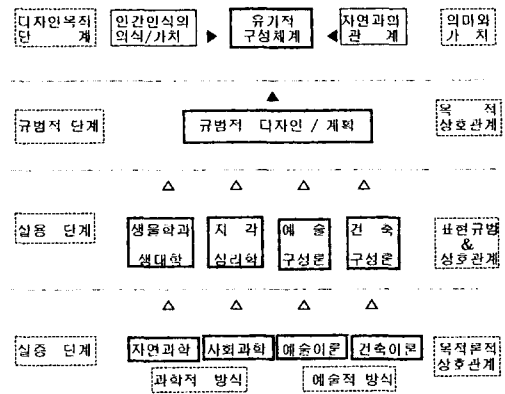 디자인목적 인간인식의 유기적 자연과의 의미와
단 계 의식/가치 구성체계 관 계 가 치
규범적 단계 규범적 디자인 / 계획 목 적
상호관계
실용 단계 생물학과 지 각 예 술 건 축 표현규범
생태학 심리학 구성론 구성론 &
상호관계
실증 단계 자연과학 사회과학 예술이론 건축이론 목적론적
상호관계
과학적 방식 예술적 방식